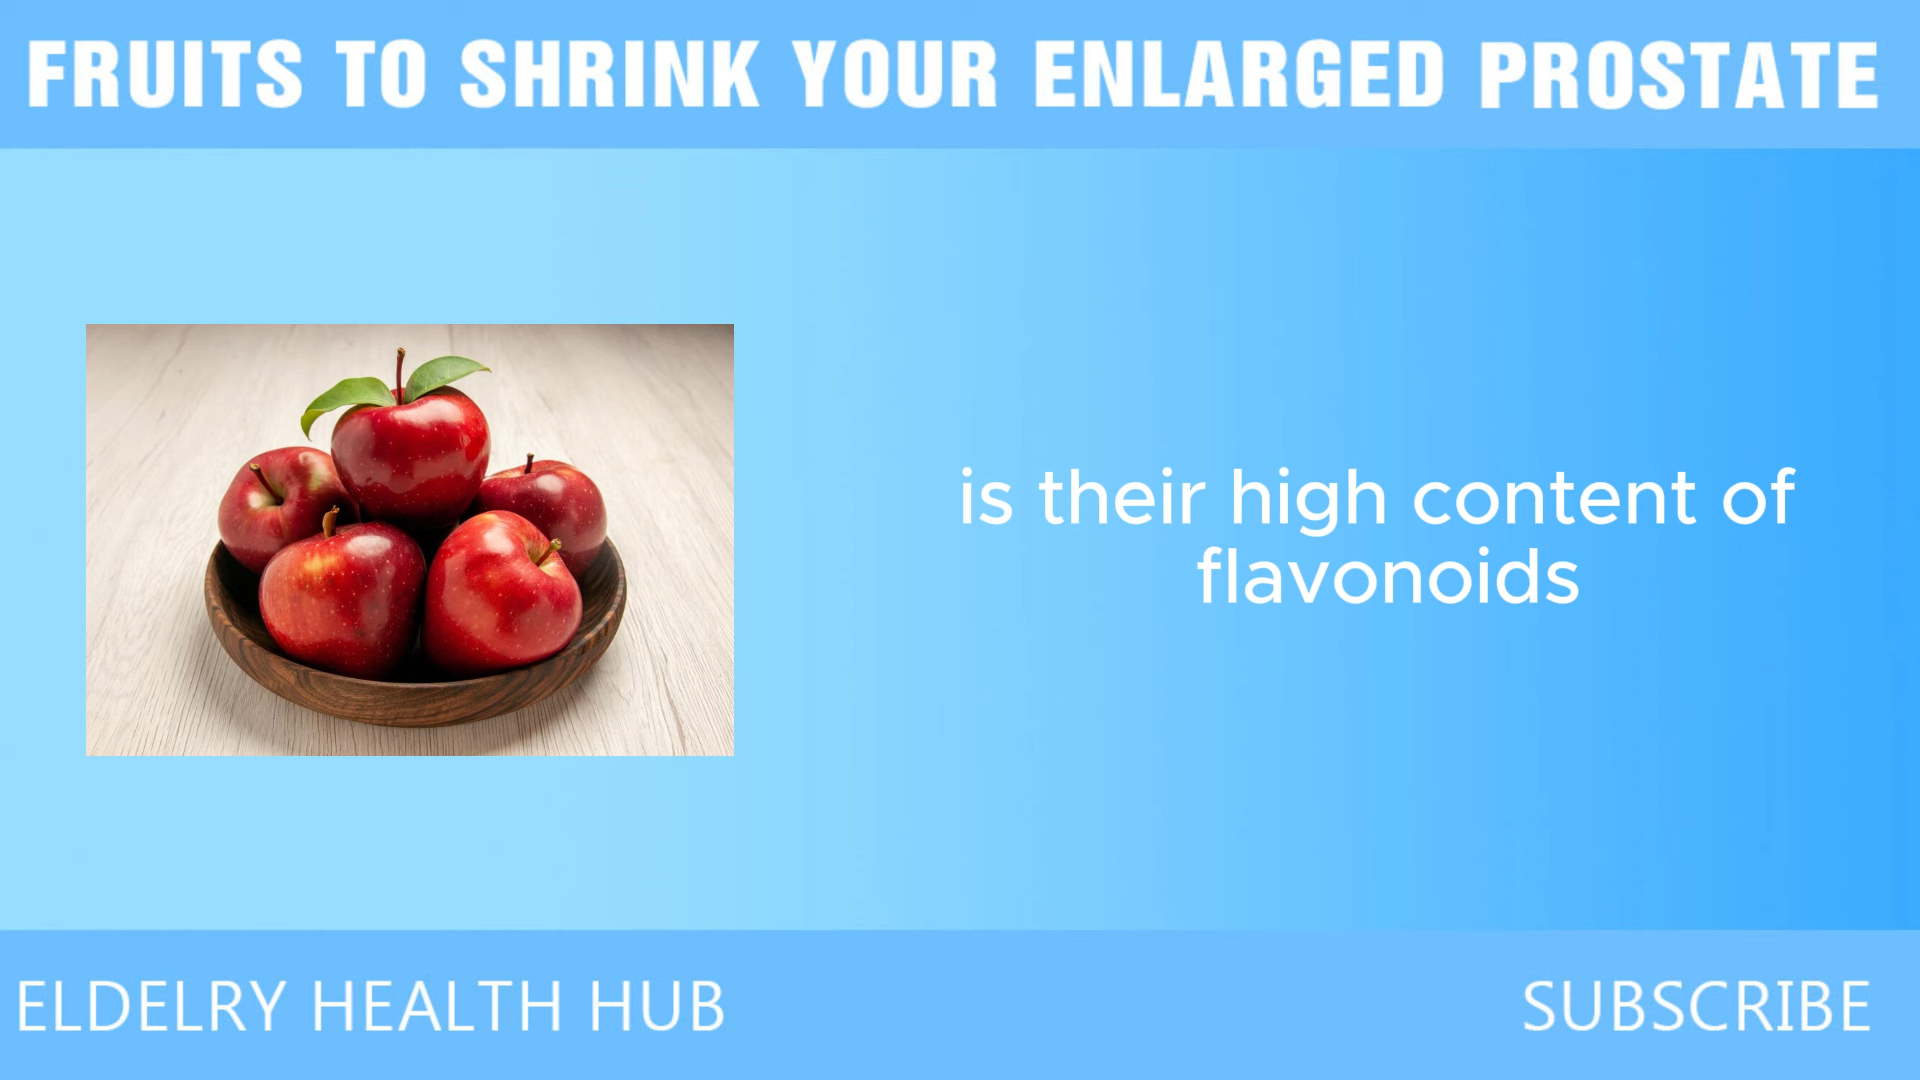 FRUITS TO SHRINK YOUR ENLARGED PROSTATE
is their high content of
flavonoids
ELDELRY HEALTH HUB
SUBSCRIBE